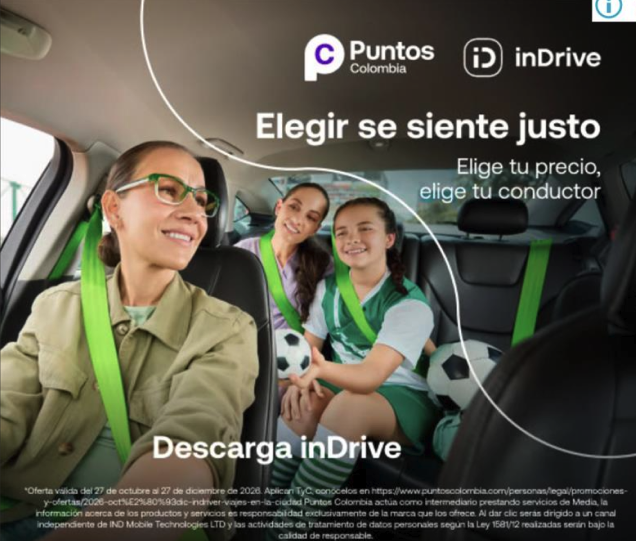 Puntos
Colombia
inDrive
Elegir se siente justo
Elige tu precio,
elige tu conductor
Descarga inDrive
*Oferta válida del 27 de octubre al 27 de diciembre de 2026. Aplican TyC, conócelos en https://www.puntoscolombia.com/personas/legal/promociones-
y-ofertas/2026-oct%E2%80%93dic-indriver-viajes-en-la-ciudad Puntos Colombia actúa como intermediario prestando servicios de Media, la
información acerca de los productos y servicios es responsabilidad exclusivamente de la marca que los ofrece. Al dar clic serás dirigido a un canal
independiente de IND Mobile Technologies LTD y las actividades de tratamiento de datos personales según la Ley 1581/12 realizadas serán bajo la
calidad de responsable.